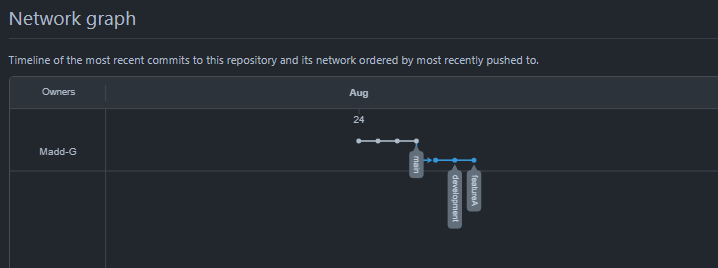 Network graph
Timeline of the most recent commits to this repository and its network ordered by most recently pushed to.
Owners
Aug
24
Madd-G
main
development
featureA